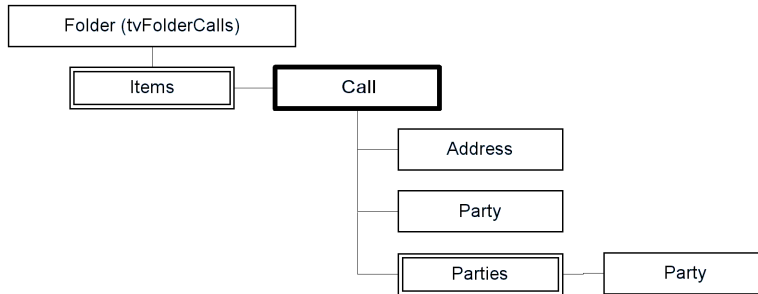 Folder (tvFolderCalls)
Items
Call
Address
Party
Parties
Party